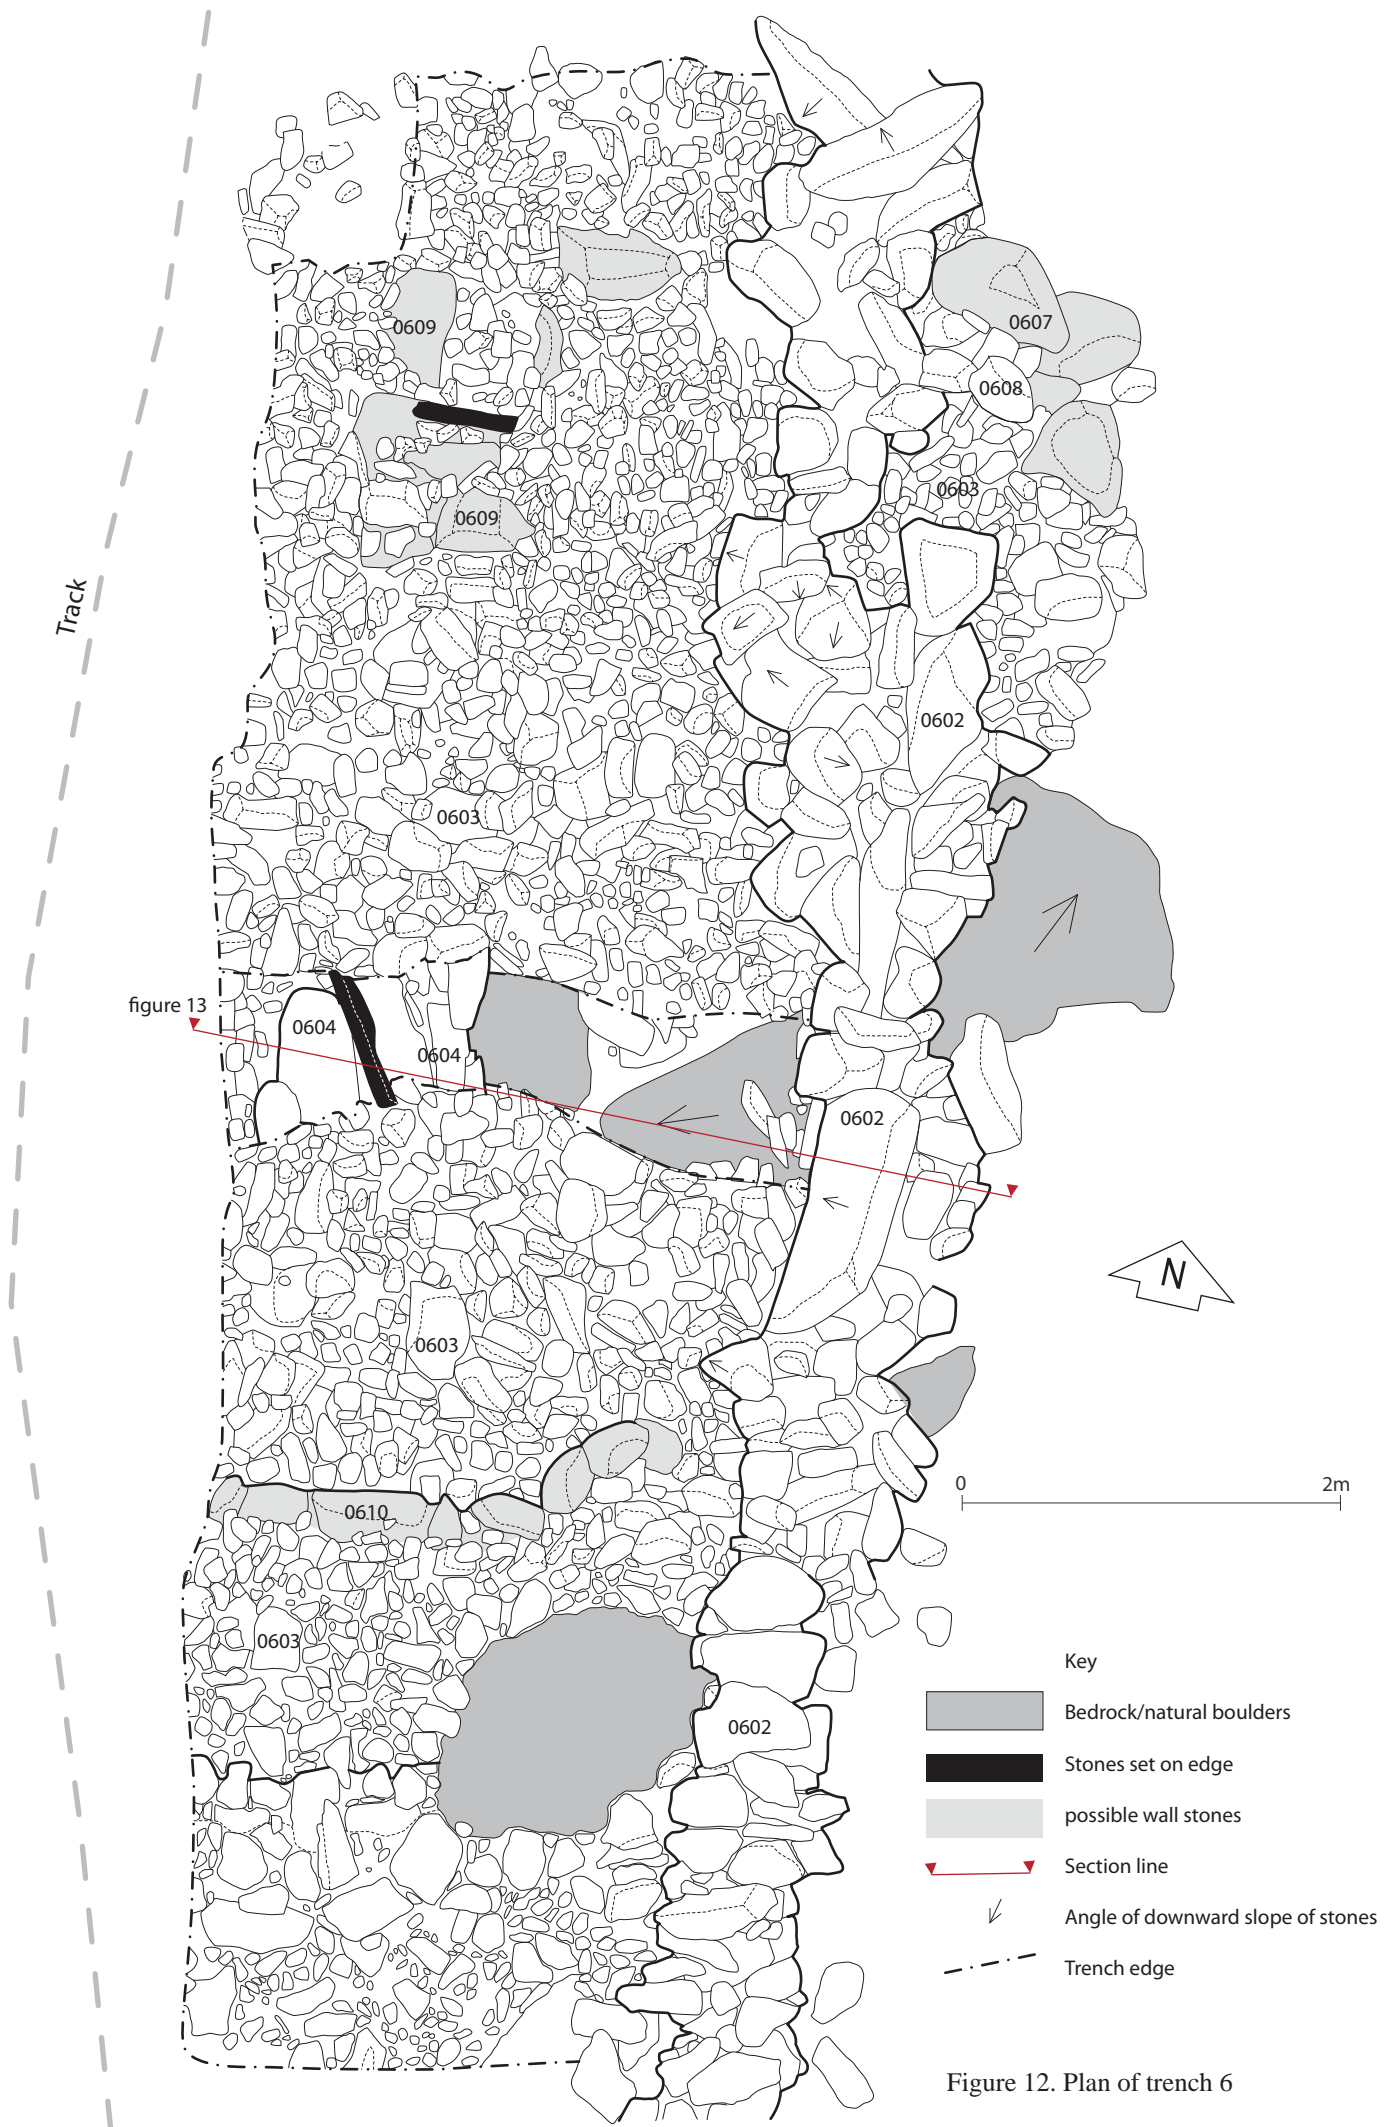 0609
0607
0608
0603
0609
Track
0602
0603
figure 13
0604
0604
0602
N
0603
0 2m
0610
0603
Key
0602
Bedrock/natural boulders
Stones set on edge
possible wall stones
Section line
Angle of downward slope of stones
Trench edge
Figure 12. Plan of trench 6